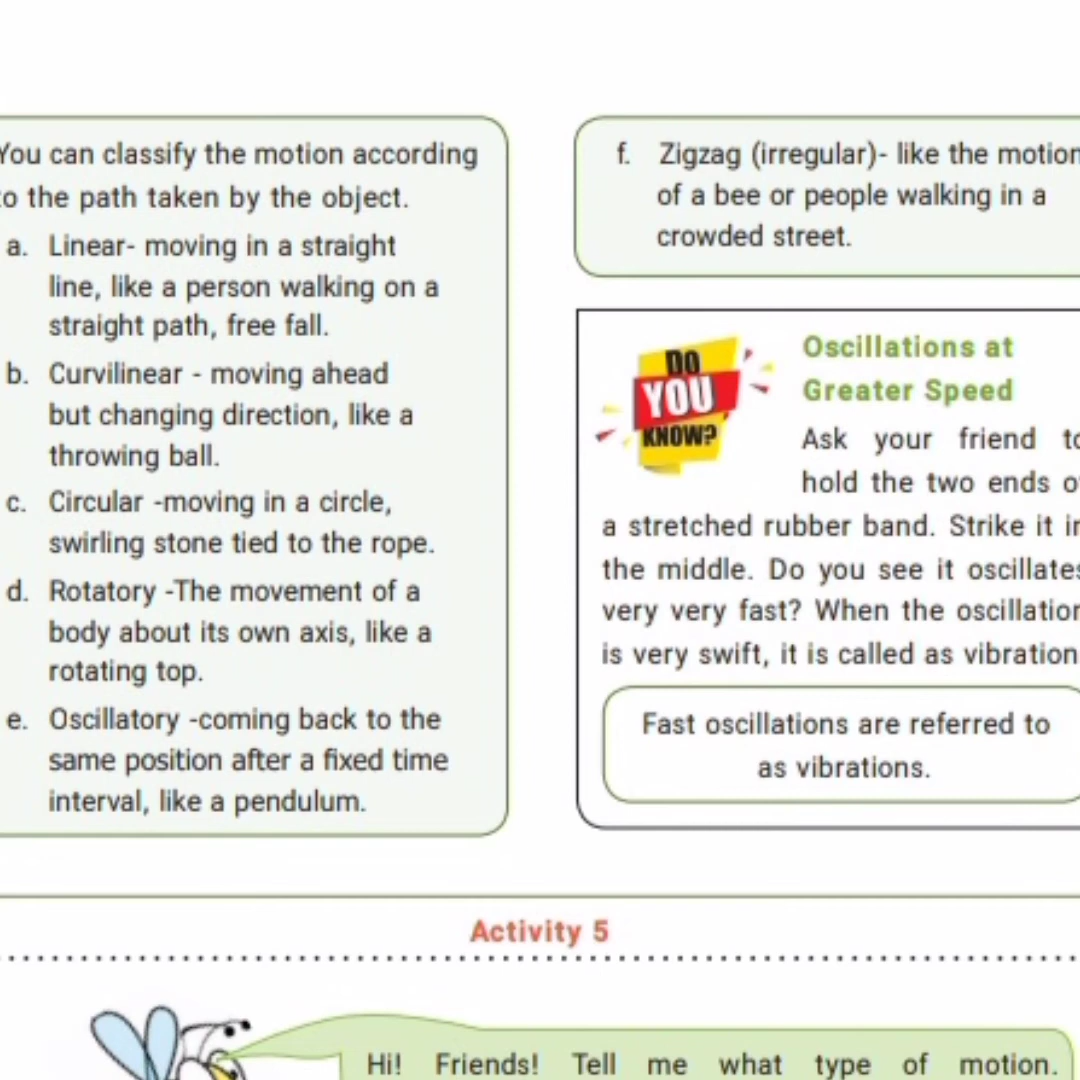 You can classify the motion according
to the path taken by the object.
a. Linear- moving in a straight
line, like a person walking on a
straight path, free fall.
b. Curvilinear - moving ahead
but changing direction, like a
throwing ball.
c. Circular -moving in a circle,
swirling stone tied to the rope.
d. Rotatory -The movement of a
body about its own axis, like a
rotating top.
e. Oscillatory -coming back to the
same position after a fixed time
interval, like a pendulum.
f. Zigzag (irregular)- like the motion
of a bee or people walking in a
crowded street.
DO
YOU
KNOW?
Oscillations at
Greater Speed
Ask your friend to
hold the two ends of
a stretched rubber band. Strike it in
the middle. Do you see it oscillates
very very fast? When the oscillation
is very swift, it is called as vibration
Fast oscillations are referred to
as vibrations.
Activity 5
Hi! Friends! Tell me what type of motion.